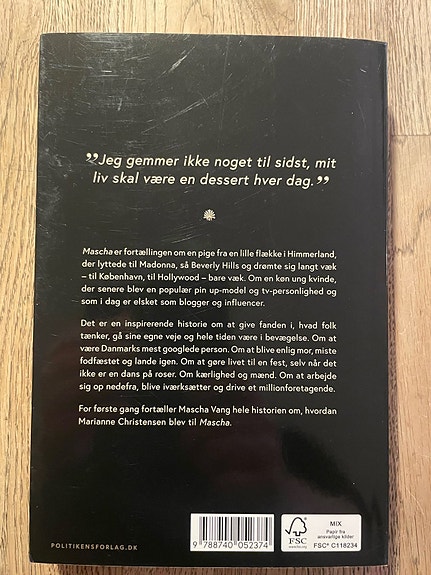 ”Jeg gemmer ikke noget til sidst, mit
liv skal være en dessert hver dag.”
Mascha er fortællingen om en pige fra en lille flække i Himmerland,
der lyttede til Madonna, så Beverly Hills og drømte sig langt væk
– til København, til Hollywood – bare væk. Om en køn ung kvinde,
der senere blev en populær pin up-model og tv-personlighed og
som i dag er elsket som blogger og influencer.
Det er en inspirerende historie om at give fanden i, hvad folk
tænker, gå sine egne veje og hele tiden være i bevægelse. Om at
være Danmarks mest googlede person. Om at blive enlig mor, miste
fodfæstet og lande igen. Om at gøre livet til en fest, selv når det
ikke er en dans på roser. Om kærlighed og mænd. Om at arbejde
sig op nedefra, blive iværksætter og drive et millionforetagende.
For første gang fortæller Mascha Vang hele historien om, hvordan
Marianne Christensen blev til Mascha.
POLITIKENSFORLAG.DK
9 788740 052374
FSC
www.fsc.org
MIX
Papir fra
ansvarlige kilder
FSC® C118234